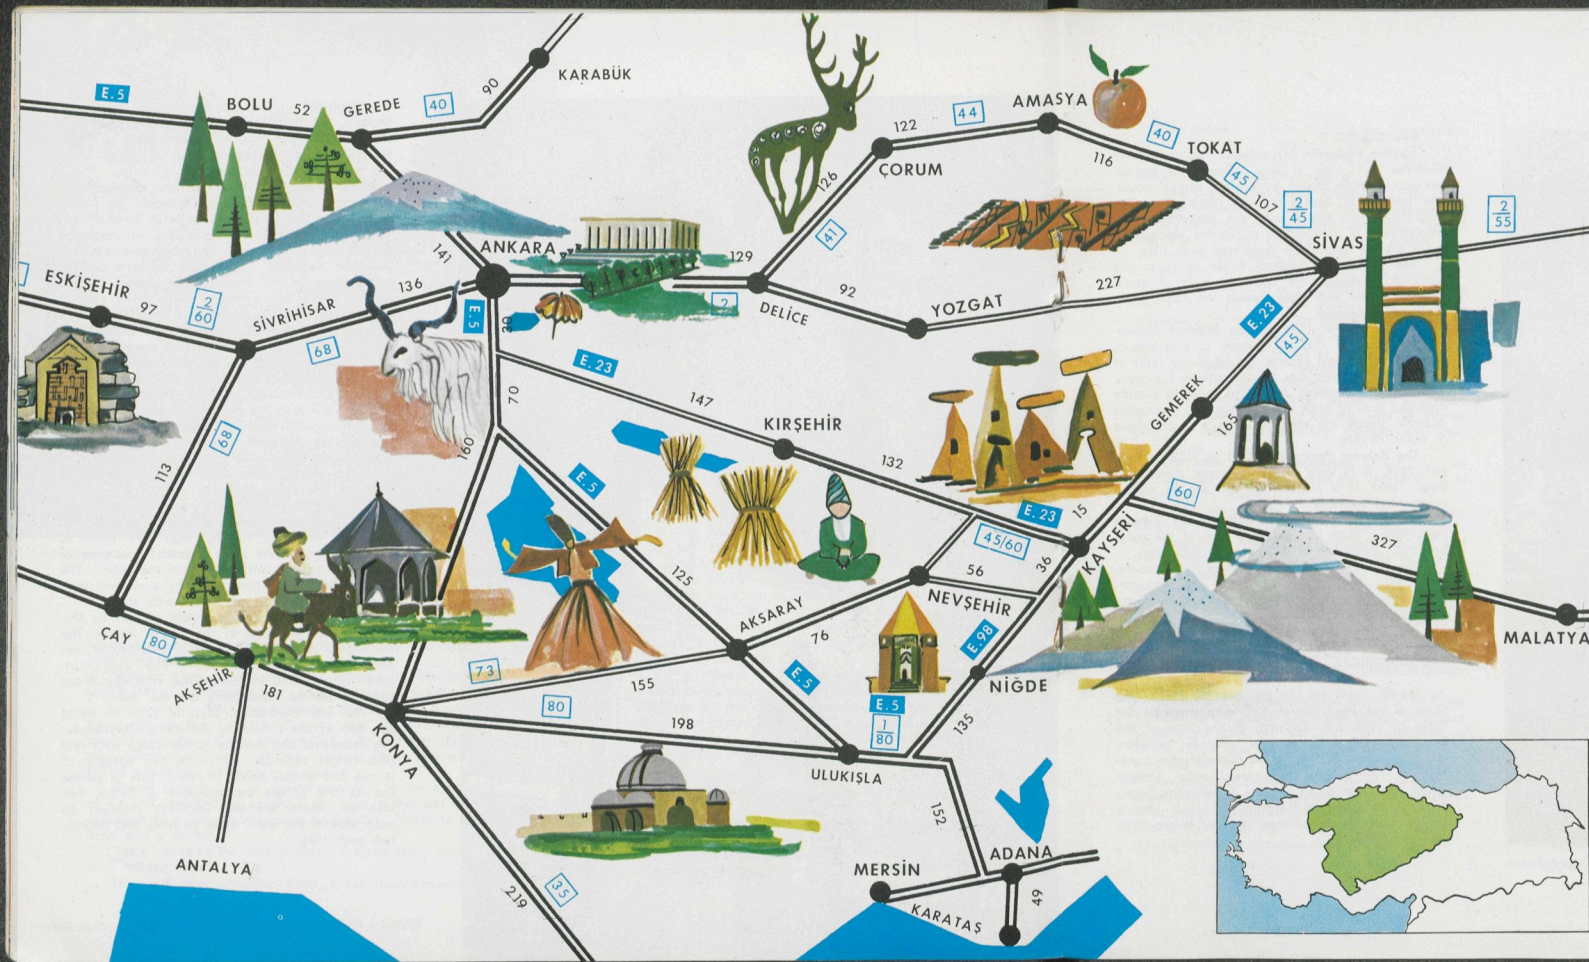 KARABÜK
90
E.5
BOLU
52
GEREDE
40
122
44
AMASYA
40
TOKAT
116
ÇORUM
45
107
2
45
2
55
126
41
SİVAS
141
ANKARA
129
ESKİŞEHİR
97
2
60
SİVRİHİSAR
136
68
E.5
30
2
DELİCE
92
YOZGAT
227
E.23
45
E.23
147
70
KIRŞEHİR
132
GEMEREK
165
160
68
113
E.5
E.23
15
60
KAYSERİ
327
45/60
36
56
NEVŞEHİR
125
AKSARAY
76
E.98
MALATYA
ÇAY
80
AKŞEHİR
181
73
155
E.5
NİĞDE
E.5
1
80
135
80
198
KONYA
ULUKIŞLA
152
ANTALYA
MERSİN
ADANA
KARATAŞ
49
219
35